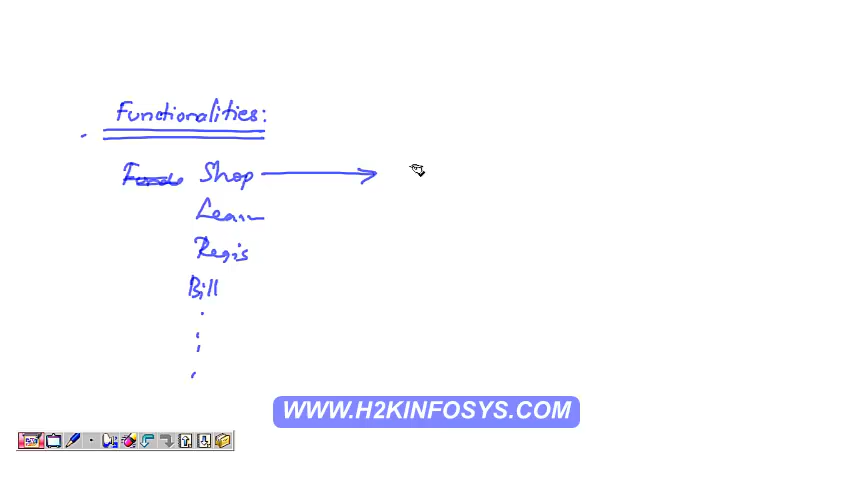 Functionalities:
Shop
Learn
Regis
Bill
WWW.H2KINFOSYS.COM